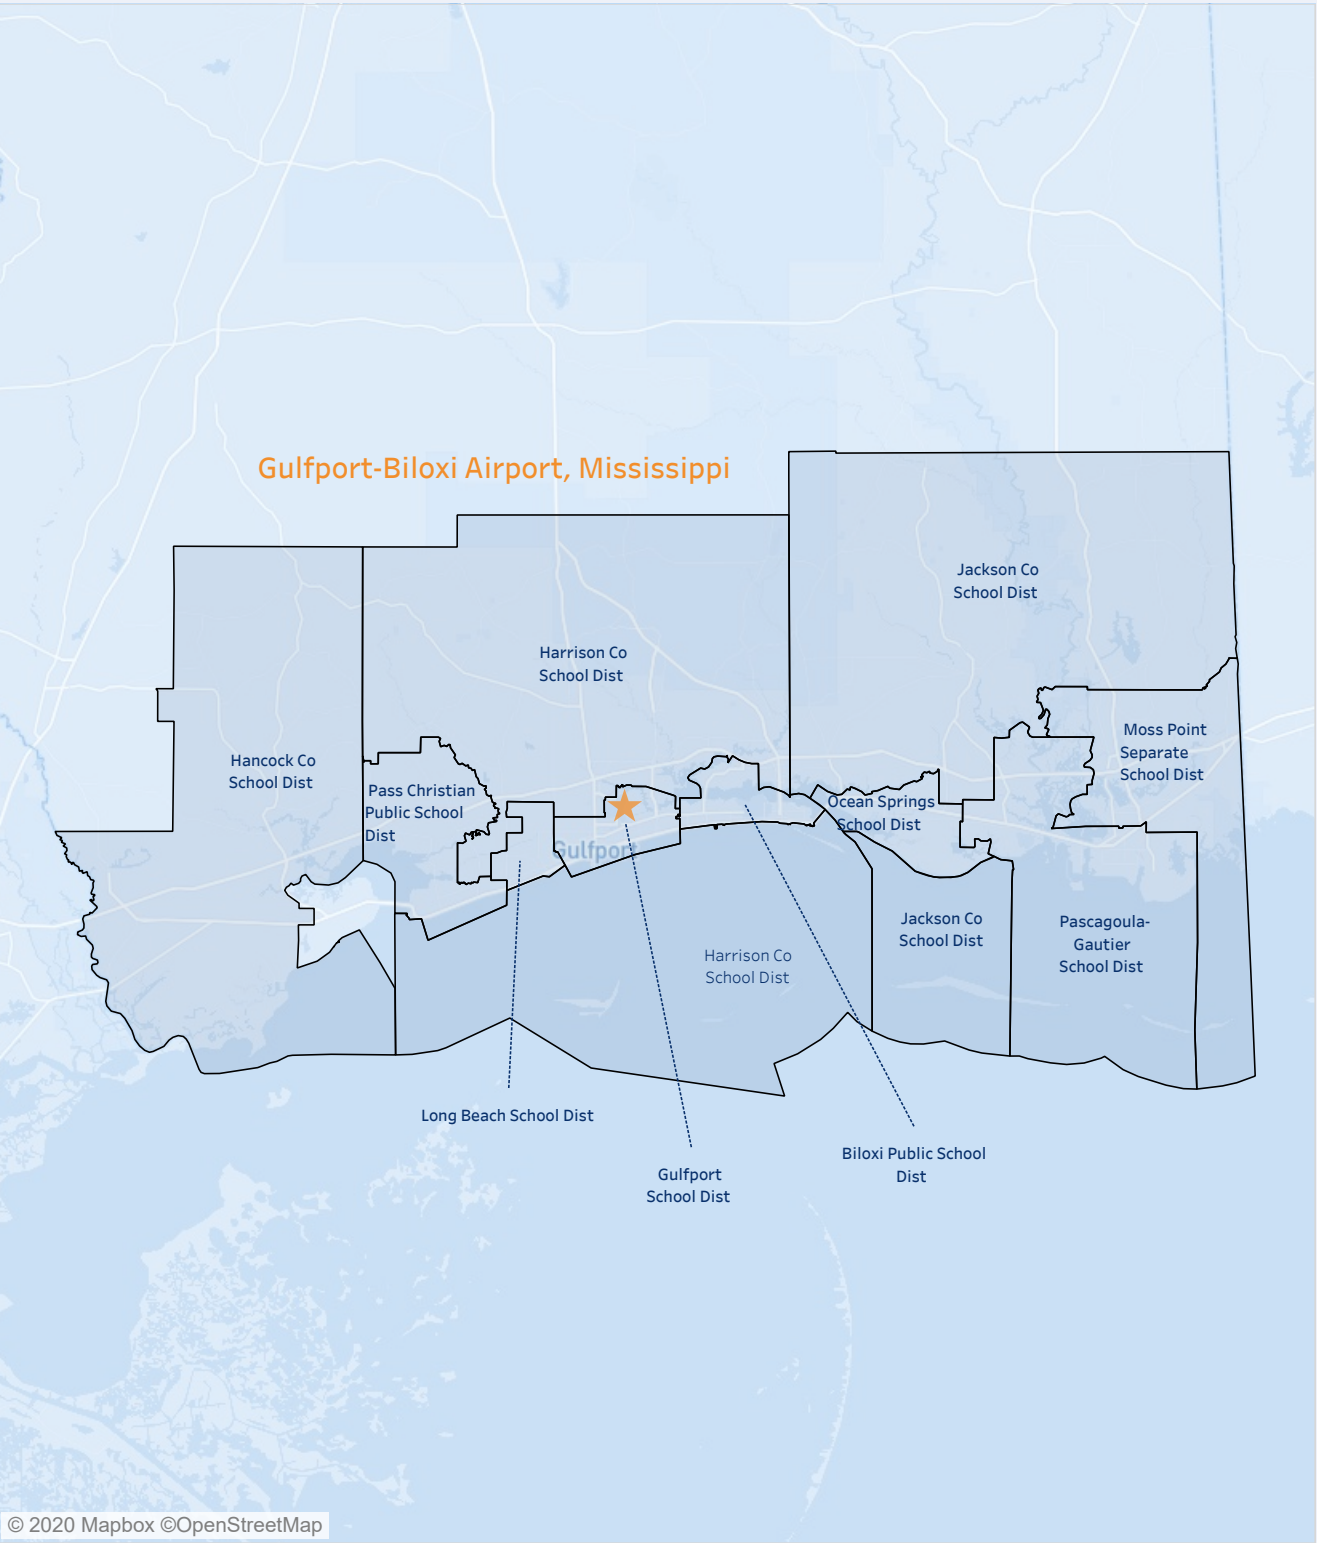 Gulfport-Biloxi Airport, Mississippi
Jackson Co
School Dist
Harrison Co
School Dist
Moss Point
Separate
School Dist
Hancock Co
School Dist
Pass Christian
Public School
Dist
Ocean Springs
School Dist
Gulfport
Jackson Co
School Dist
Pascagoula-
Gautier
School Dist
Harrison Co
School Dist
Long Beach School Dist
Biloxi Public School
Dist
Gulfport
School Dist
© 2020 Mapbox ©OpenStreetMap